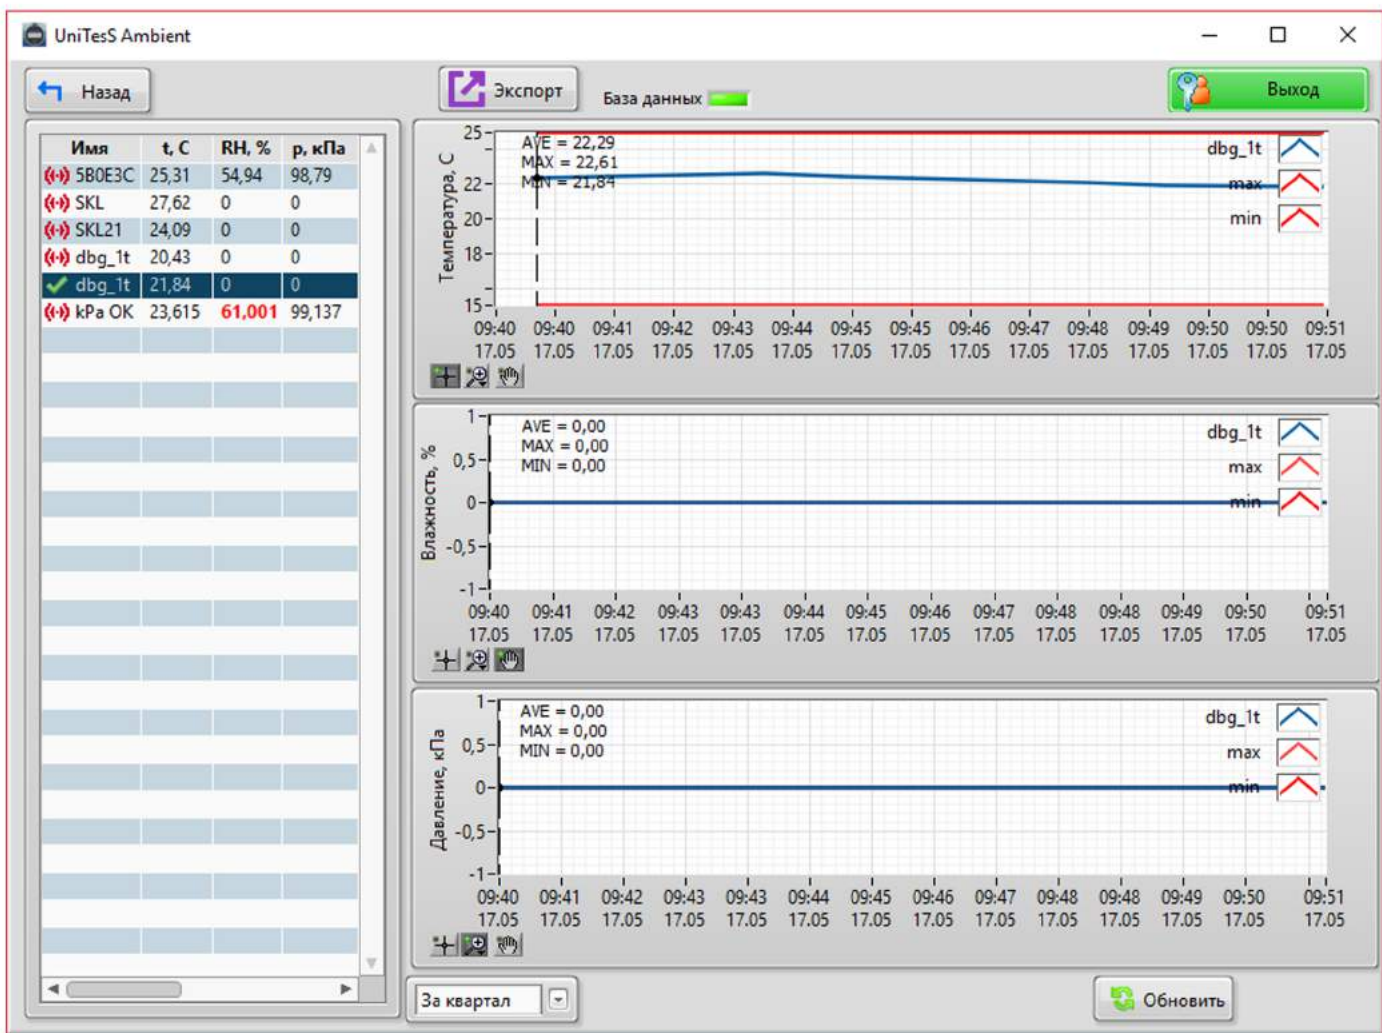 UniTesS Ambient
Назад
Экспорт
База данных
Выход
Имя t, C RH, % p, кПа
5B0E3C 25,31 54,94 98,79
SKL 27,62 0 0
SKL21 24,09 0 0
dbg_1t 20,43 0 0
dbg_1t 21,84 0 0
kPa OK 23,615 61,001 99,137
Температура, C
25
22
20
18
15
AVE = 22,29
MAX = 22,61
MIN = 21,84
dbg_1t
max
min
09:40 09:40 09:41 09:42 09:43 09:44 09:45 09:45 09:46 09:47 09:48 09:49 09:50 09:50 09:51
17.05 17.05 17.05 17.05 17.05 17.05 17.05 17.05 17.05 17.05 17.05 17.05 17.05 17.05 17.05
Влажность, %
1
0,5
0
-0,5
-1
AVE = 0,00
MAX = 0,00
MIN = 0,00
dbg_1t
max
min
09:40 09:41 09:42 09:43 09:43 09:44 09:45 09:46 09:47 09:48 09:48 09:49 09:50 09:51
17.05 17.05 17.05 17.05 17.05 17.05 17.05 17.05 17.05 17.05 17.05 17.05 17.05 17.05
Давление, кПа
1
0,5
0
-0,5
-1
AVE = 0,00
MAX = 0,00
MIN = 0,00
dbg_1t
max
min
09:40 09:41 09:42 09:43 09:43 09:44 09:45 09:46 09:47 09:48 09:48 09:49 09:50 09:51
17.05 17.05 17.05 17.05 17.05 17.05 17.05 17.05 17.05 17.05 17.05 17.05 17.05 17.05
За квартал
Обновить